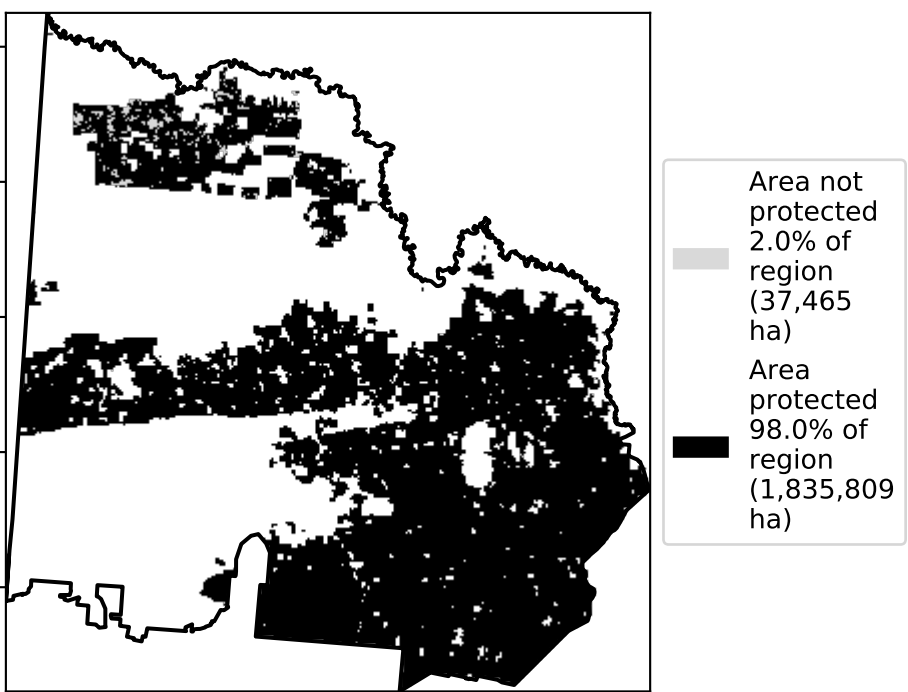 Area not
protected
2.0% of
region
(37,465
ha)
Area
protected
98.0% of
region
(1,835,809
ha)